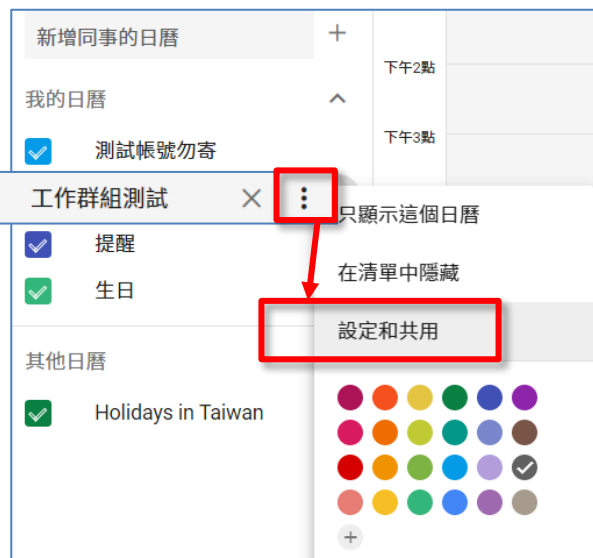 新增同事的日曆
下午2點
我的日曆
下午3點
測試帳號勿寄
工作群組測試
只顯示這個日曆
提醒
在清單中隱藏
生日
設定和共用
其他日曆
Holidays in Taiwan